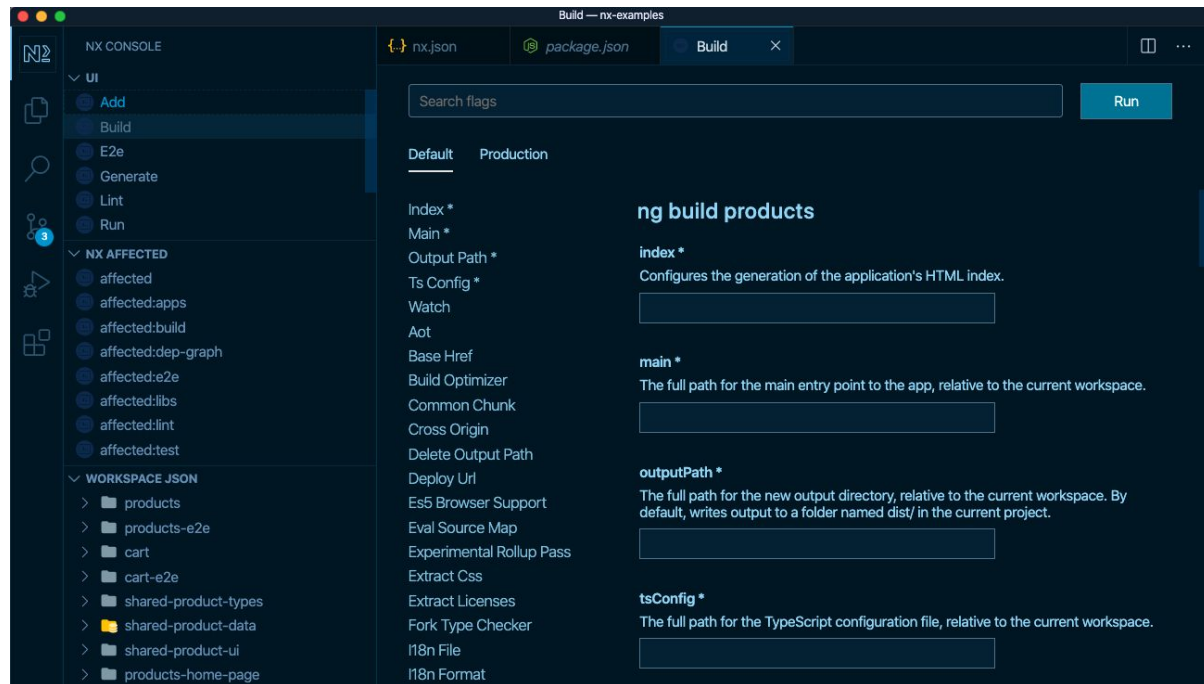 Build — nx-examples
NX CONSOLE
UI
Add
Build
E2e
Generate
Lint
Run
NX AFFECTED
affected
affected:apps
affected:build
affected:dep-graph
affected:e2e
affected:libs
affected:lint
affected:test
WORKSPACE JSON
products
products-e2e
cart
cart-e2e
shared-product-types
shared-product-data
shared-product-ui
products-home-page
3
{..} nx.json
package.json
Build
Search flags
Run
Default Production
Index *
Main *
Output Path *
Ts Config *
Watch
Aot
Base Href
Build Optimizer
Common Chunk
Cross Origin
Delete Output Path
Deploy Url
Es5 Browser Support
Eval Source Map
Experimental Rollup Pass
Extract Css
Extract Licenses
Fork Type Checker
I18n File
I18n Format
ng build products
index *
Configures the generation of the application's HTML index.
main *
The full path for the main entry point to the app, relative to the current workspace.
outputPath *
The full path for the new output directory, relative to the current workspace. By
default, writes output to a folder named dist/ in the current project.
tsConfig *
The full path for the TypeScript configuration file, relative to the current workspace.